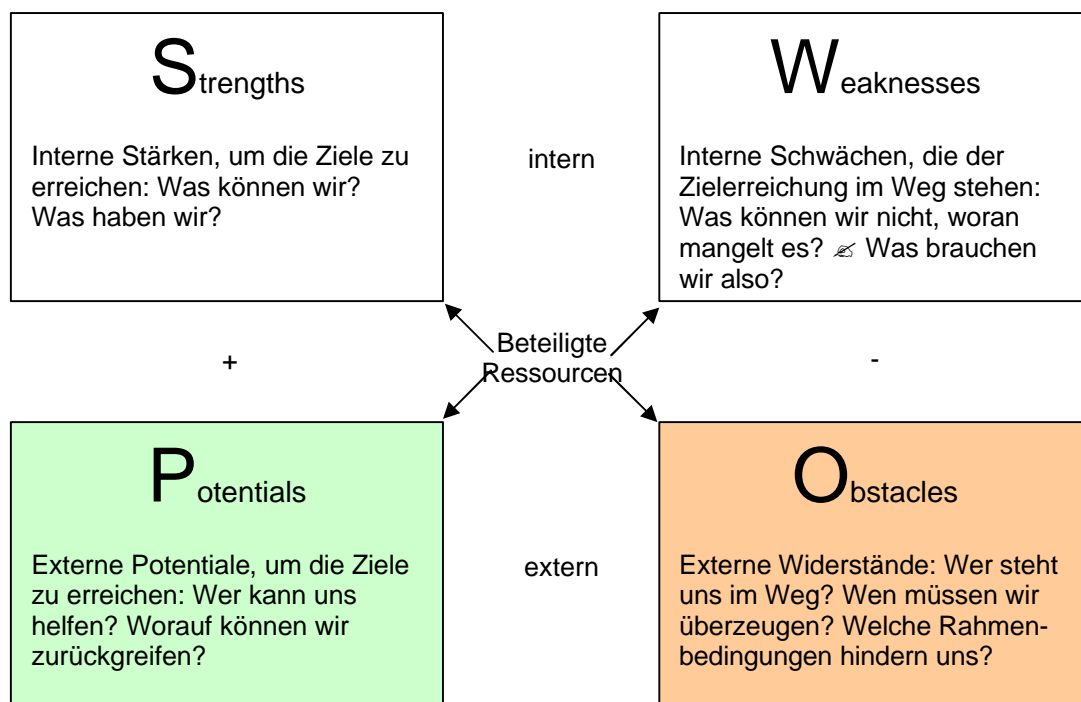 Strengths
Interne Stärken, um die Ziele zu
erreichen: Was können wir?
Was haben wir?
intern
Weaknesses
Interne Schwächen, die der
Zielerreichung im Weg stehen:
Was können wir nicht, woran
mangelt es? ✍ Was brauchen
wir also?
+
Beteiligte
Ressourcen
-
Potentials
Externe Potentiale, um die Ziele
zu erreichen: Wer kann uns
helfen? Worauf können wir
zurückgreifen?
extern
Obstacles
Externe Widerstände: Wer steht
uns im Weg? Wen müssen wir
überzeugen? Welche Rahmen-
bedingungen hindern uns?